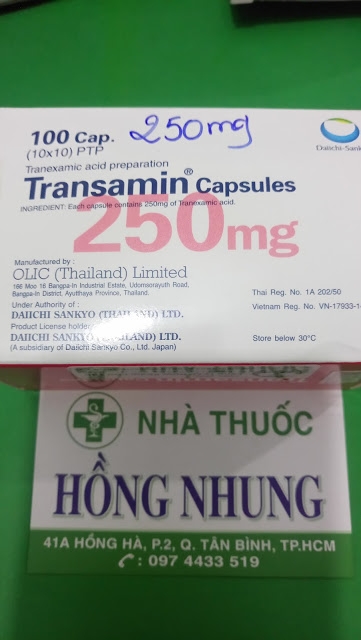 100 Cap. 250mg
(10x10) PTP
Daiichi-Sank
Tranexamic acid preparation
Transamin® Capsules
INGREDIENT: Each capsule contains 250mg of Tranexamic acid.
250mg
Manufactured by :
OLIC (Thailand) Limited
166 Moo 16 Bangpa-in Industrial Estate, Udomsorayuth Road,
Bangpa-in District, Ayutthaya Province, Thailand.
Thai Reg. No. 1A 202/50
Under Authority of :
Vietnam Reg. No. VN-17933-1
DAIICHI SANKYO (THAILAND) LTD.
Product License holder
DAIICHI SANKYO (THAILAND) LTD.
Store below 30°C
(A subsidiary of Daiichi Sankyo Co., Ltd. Japan)
NHÀ THUỐC
HỒNG NHUNG
41A HỒNG HÀ, P.2, Q. TÂN BÌNH, TP.HCM
: 097 4433 519